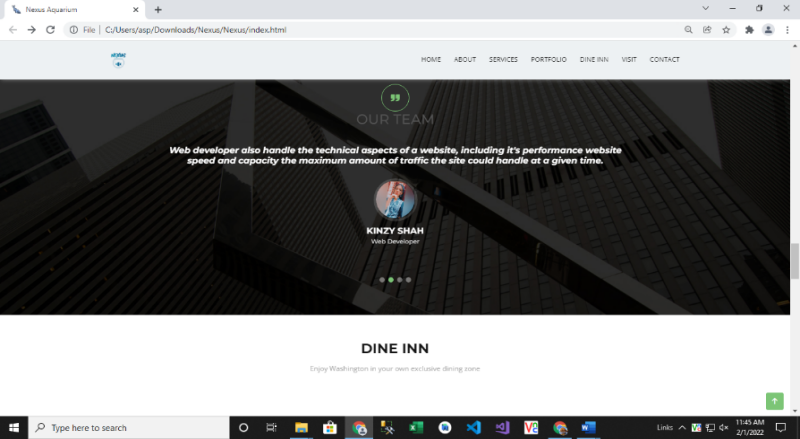 Nexus Aquarium
File
C:/Users/asp/Downloads/Nexus/Nexus/index.html
HOME ABOUT SERVICES PORTFOLIO DINE INN VISIT CONTACT
OUR TEAM
Web developer also handle the technical aspects of a website, including it's performance website
speed and capacity the maximum amount of traffic the site could handle at a given time.
KINZY SHAH
Web Developer
DINE INN
Enjoy Washington in your own exclusive dining zone
Type here to search
Links
11:45 AM
2/1/2022